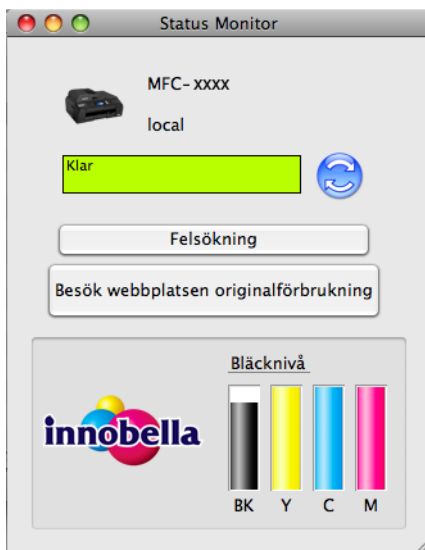 Status Monitor
MFC- xxxx
local
Klar
Felsökning
Besök webbplatsen originalförbrukning
Bläcknivå
innobella
BK Y C M